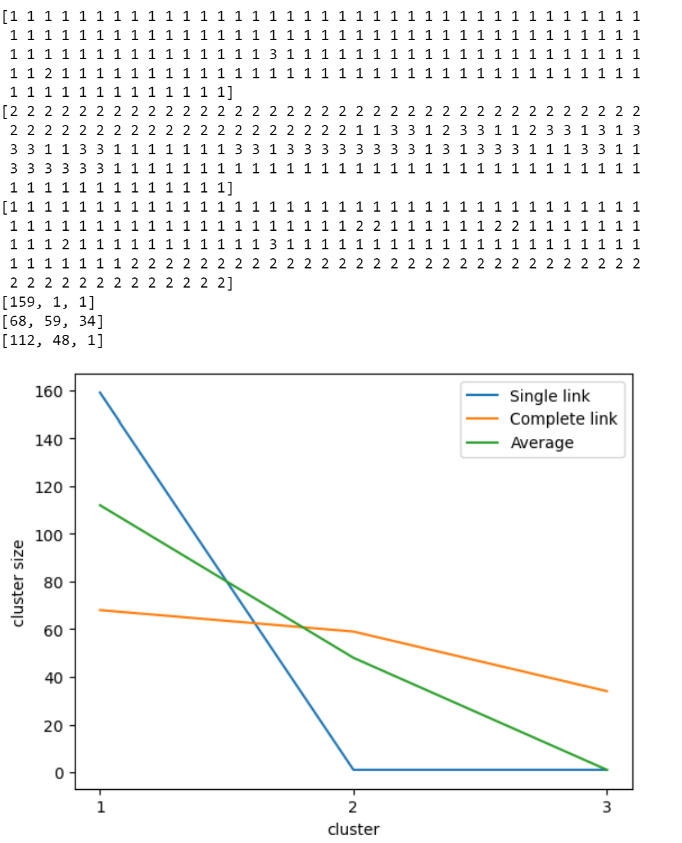 [1 1 1 1 1 1 1 1 1 1 1 1 1 1 1 1 1 1 1 1 1 1 1 1 1 1 1 1 1 1 1 1 1 1 1 1 1
1 1 1 1 1 1 1 1 1 1 1 1 1 1 1 1 1 1 1 1 1 1 1 1 1 1 1 1 1 1 1 1 1 1 1 1 1
1 1 1 1 1 1 1 1 1 1 1 1 1 1 1 3 1 1 1 1 1 1 1 1 1 1 1 1 1 1 1 1 1 1 1 1 1
1 1 2 1 1 1 1 1 1 1 1 1 1 1 1 1 1 1 1 1 1 1 1 1 1 1 1 1 1 1 1 1 1 1 1 1 1
1 1 1 1 1 1 1 1 1 1 1 1 1]
[2 2 2 2 2 2 2 2 2 2 2 2 2 2 2 2 2 2 2 2 2 2 2 2 2 2 2 2 2 2 2 2 2 2 2 2 2
2 2 2 2 2 2 2 2 2 2 2 2 2 2 2 2 2 2 2 2 1 1 3 3 1 2 3 3 1 1 2 3 3 1 3 1 3
3 3 1 1 3 3 1 1 1 1 1 1 1 3 3 1 3 1 3 3 3 3 3 3 1 3 3 3 1 3 1 1 3 3 1 3 1
3 3 3 3 3 3 1 1 1 1 1 1 1 1 1 1 1 1 1 1 1 1 1 1 1 1 1 1 1 1 1 1 1 1 1 1 1
1 1 1 1 1 1 1 1 1 1 1 1 1]
[1 1 1 1 1 1 1 1 1 1 1 1 1 1 1 1 1 1 1 1 1 1 1 1 1 1 1 1 1 1 1 1 1 1 1 1 1
1 1 1 1 1 1 1 1 1 1 1 1 1 1 1 1 1 1 1 1 2 2 1 1 1 1 1 1 2 2 1 1 1 1 1 1 1
1 1 1 2 1 1 1 1 1 1 1 1 1 1 1 3 1 1 1 1 1 1 1 1 1 1 1 1 1 1 1 1 1 1 1 1 1
1 1 1 1 1 1 1 2 2 2 2 2 2 2 2 2 2 2 2 2 2 2 2 2 2 2 2 2 2 2 2 2 2 2 2 2 2
2 2 2 2 2 2 2 2 2 2 2 2 2]
[159, 1, 1]
[68, 59, 34]
[112, 48, 1]
Single link
Complete link
Average
160
140
120
100
80
60
40
20
0
cluster size
1 2 3
cluster